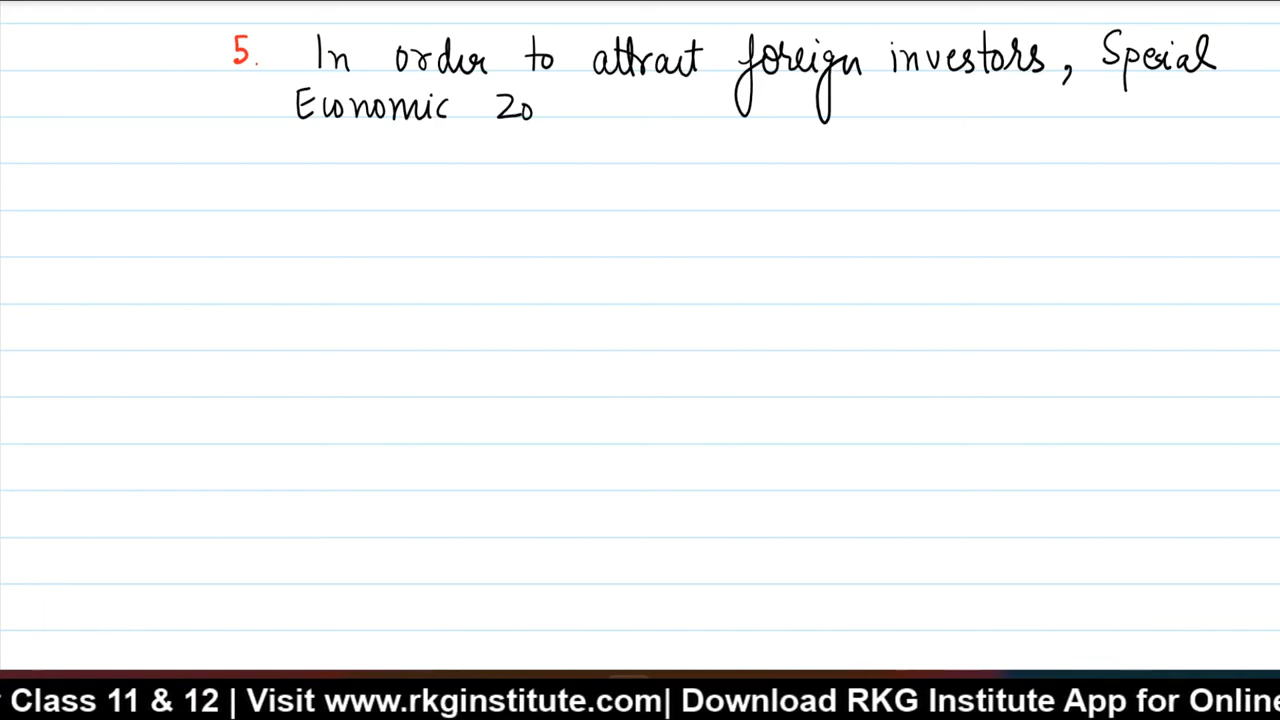 5. In order to attract foreign investors, Special
Economic Zo
r Class 11 & 12 | Visit www.rkginstitute.com| Download RKG Institute App for Online